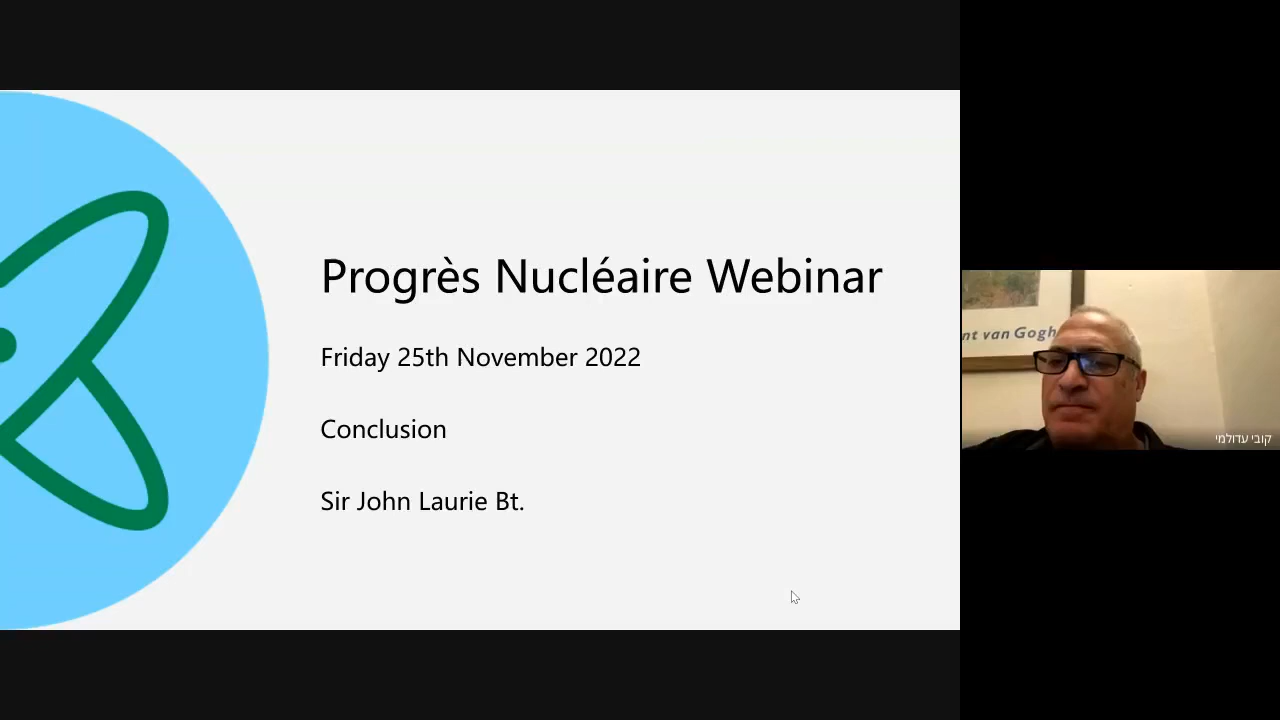 Progrès Nucléaire Webinar
Friday 25th November 2022
Conclusion
Sir John Laurie Bt.
nt van Gogh
קובי עדולמי